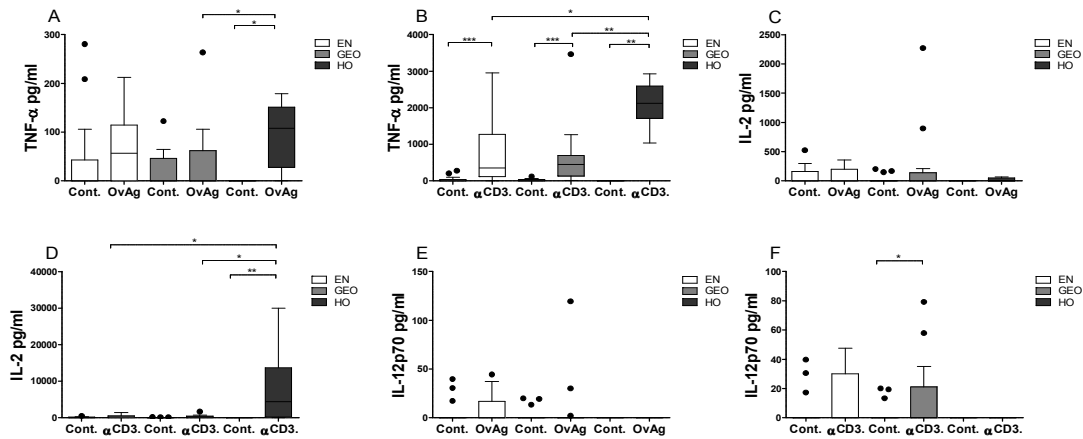 A
TNF-α pg/ml
300
200
100
0
*
*
EN
GEO
HO
Cont. OvAg Cont. OvAg Cont. OvAg
B
TNF-α pg/ml
4000
3000
2000
1000
0
*
**
*** *** **
EN
GEO
HO
Cont. αCD3. Cont. αCD3. Cont. αCD3.
C
IL-2 pg/ml
2500
2000
1500
1000
500
0
EN
GEO
HO
Cont. OvAg Cont. OvAg Cont. OvAg
D
IL-2 pg/ml
40000
30000
20000
10000
0
*
*
**
EN
GEO
HO
Cont. αCD3. Cont. αCD3. Cont. αCD3.
E
IL-12p70 pg/ml
150
100
50
0
EN
GEO
HO
Cont. OvAg Cont. OvAg Cont. OvAg
F
IL-12p70 pg/ml
100
80
60
40
20
0
*
EN
GEO
HO
Cont. αCD3. Cont. αCD3. Cont. αCD3.